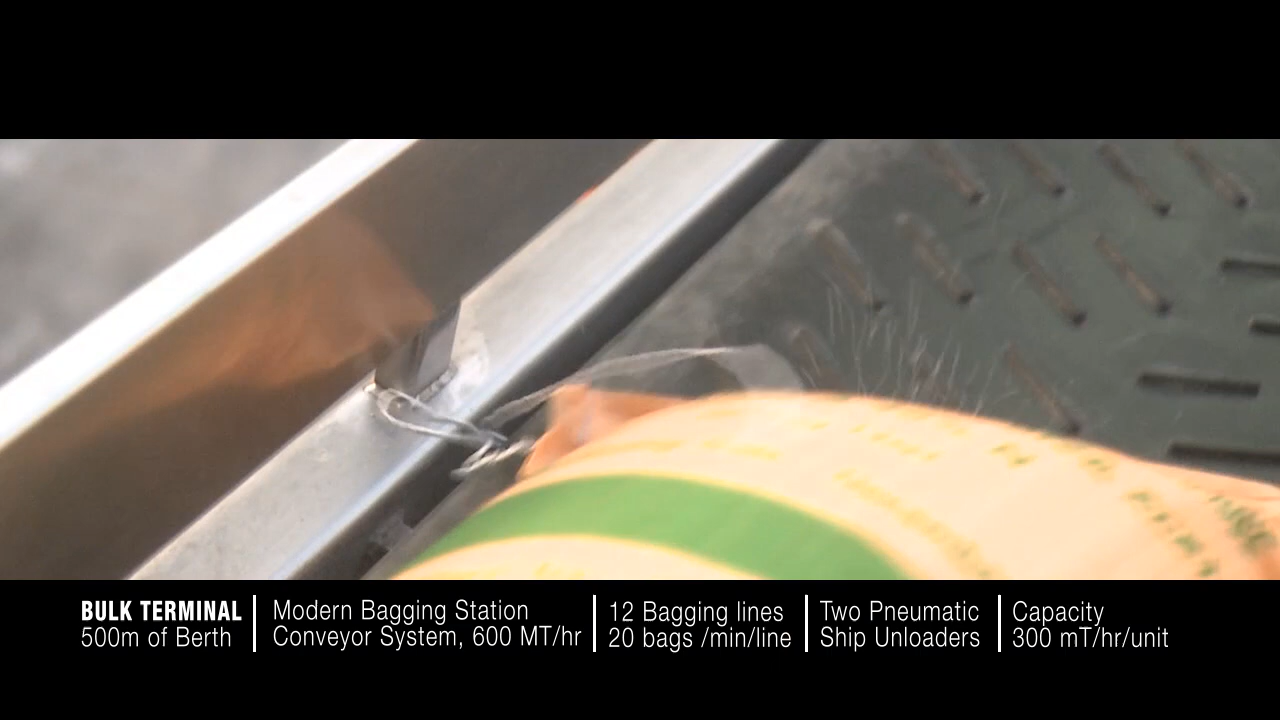 BULK TERMINAL
500m of Berth
Modern Bagging Station
Conveyor System, 600 MT/hr
12 Bagging lines
20 bags /min/line
Two Pneumatic
Ship Unloaders
Capacity
300 mT/hr/unit